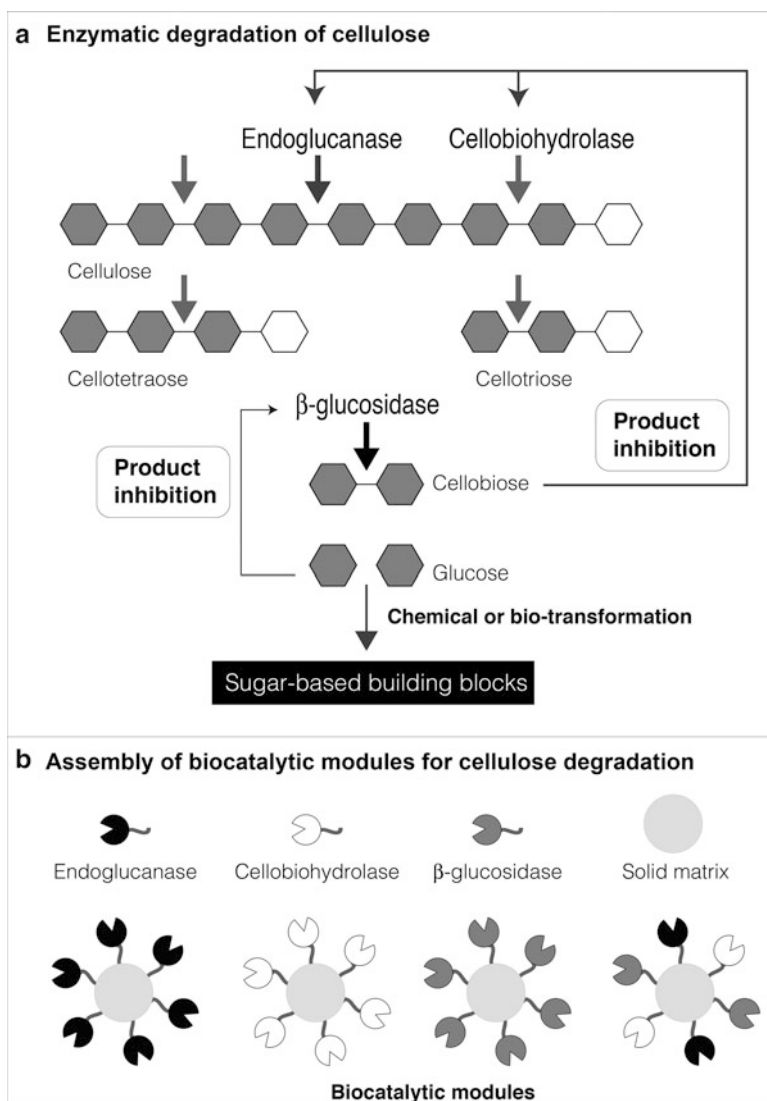 a Enzymatic degradation of cellulose
Endoglucanase Cellobiohydrolase
Cellulose
Cellotetraose Cellotriose
β-glucosidase
Product
inhibition
Product
inhibition
Cellobiose
Glucose
Chemical or bio-transformation
Sugar-based building blocks
b Assembly of biocatalytic modules for cellulose degradation
Endoglucanase Cellobiohydrolase β-glucosidase Solid matrix
Biocatalytic modules